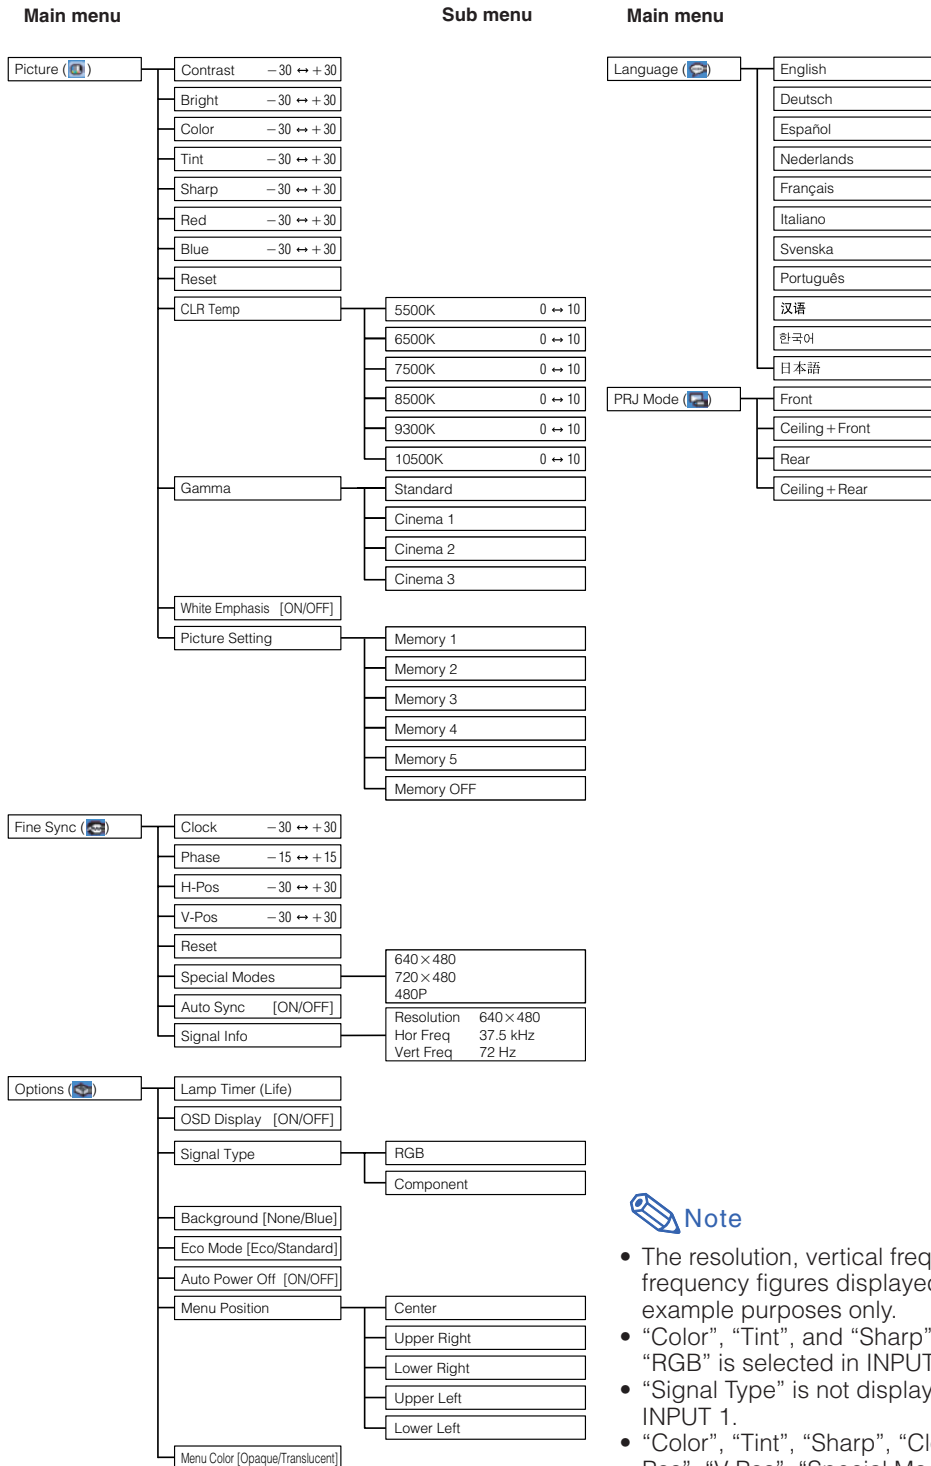 Main menu
Sub menu
Main menu
Picture ( )
Contrast −30 ↔ +30
Bright −30 ↔ +30
Color −30 ↔ +30
Tint −30 ↔ +30
Sharp −30 ↔ +30
Red −30 ↔ +30
Blue −30 ↔ +30
Reset
CLR Temp
5500K 0 ↔ 10
6500K 0 ↔ 10
7500K 0 ↔ 10
8500K 0 ↔ 10
9300K 0 ↔ 10
10500K 0 ↔ 10
Gamma
Standard
Cinema 1
Cinema 2
Cinema 3
White Emphasis [ON/OFF]
Picture Setting
Memory 1
Memory 2
Memory 3
Memory 4
Memory 5
Memory OFF
Fine Sync ( )
Clock −30 ↔ +30
Phase −15 ↔ +15
H-Pos −30 ↔ +30
V-Pos −30 ↔ +30
Reset
Special Modes
640×480
720×480
480P
Auto Sync [ON/OFF]
Signal Info
Resolution 640×480
Hor Freq 37.5 kHz
Vert Freq 72 Hz
Options ( )
Lamp Timer (Life)
OSD Display [ON/OFF]
Signal Type
RGB
Component
Background [None/Blue]
Eco Mode [Eco/Standard]
Auto Power Off [ON/OFF]
Menu Position
Center
Upper Right
Lower Right
Upper Left
Lower Left
Menu Color [Opaque/Translucent]
Language ( )
English
Deutsch
Español
Nederlands
Français
Italiano
Svenska
Português
汉语
한국어
日本語
PRJ Mode ( )
Front
Ceiling+Front
Rear
Ceiling+Rear
Note
• The resolution, vertical freq
frequency figures displayed
example purposes only.
• “Color”, “Tint”, and “Sharp”
“RGB” is selected in INPUT
• “Signal Type” is not display
INPUT 1.
• “Color”, “Tint”, “Sharp”, “Clo